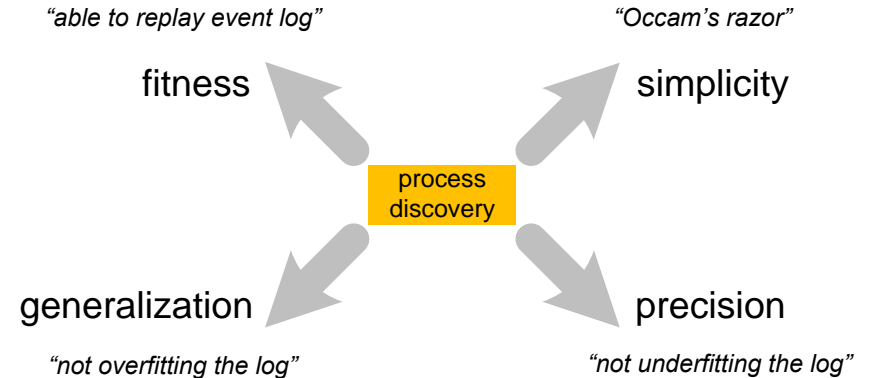 “able to replay event log”
“Occam’s razor”
fitness
simplicity
process
discovery
generalization
precision
“not overfitting the log”
“not underfitting the log”